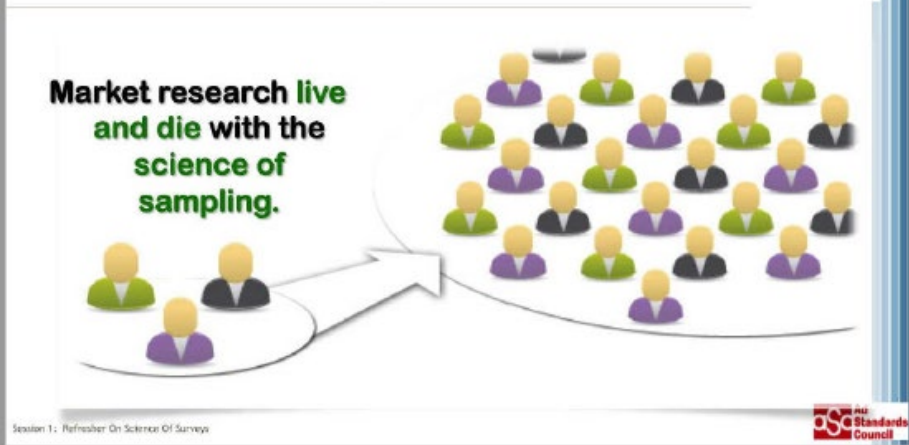 Market research live
and die with the
science of
sampling.
Session 1: Refresher On Science Of Surveys
asc
Ad
Standards
Council